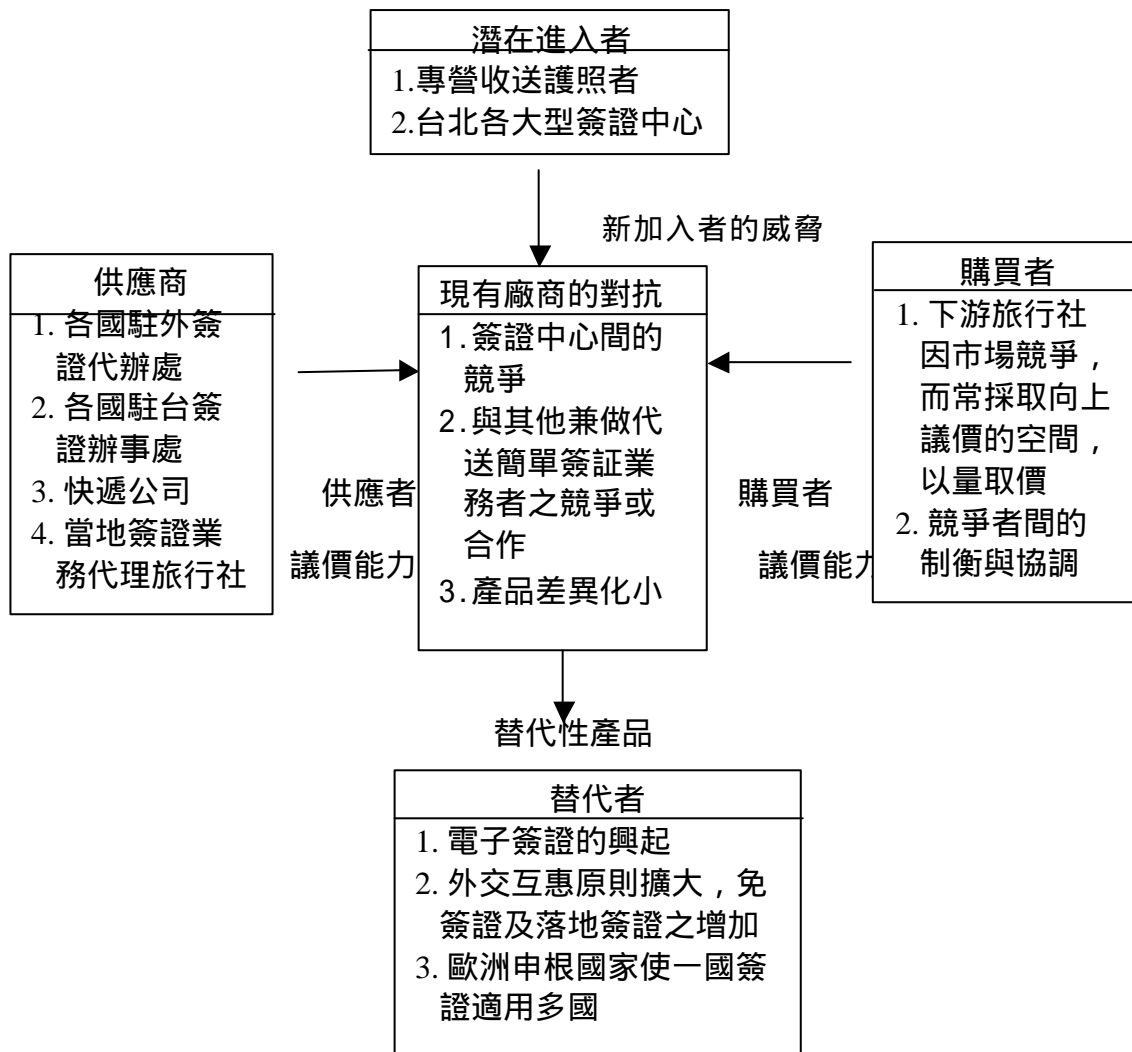 潛在進入者
1.專營收送護照者
2.台北各大型簽證中心
新加入者的威脅
供應商
1. 各國駐外簽
證代辦處
2. 各國駐台簽
證辦事處
3. 快遞公司
4. 當地簽證業
務代理旅行社
供應者
議價能力
現有廠商的對抗
1.簽證中心間的
競爭
2.與其他兼做代
送簡單簽証業
務者之競爭或
合作
3.產品差異化小
購買者
議價能力
購買者
1. 下游旅行社
因市場競爭，
而常採取向上
議價的空間，
以量取價
2. 競爭者間的
制衡與協調
替代性產品
替代者
1. 電子簽證的興起
2. 外交互惠原則擴大，免
簽證及落地簽證之增加
3. 歐洲申根國家使一國簽
證適用多國